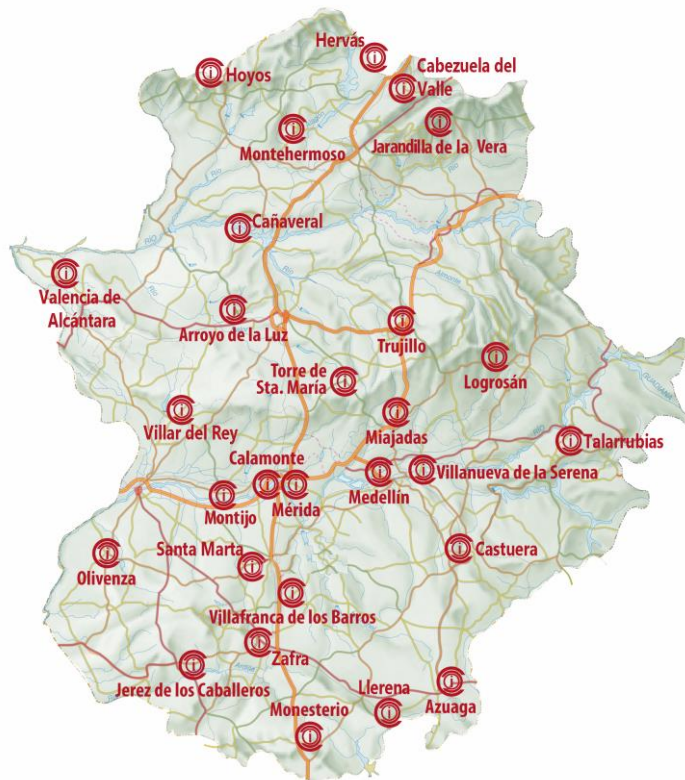 Hervás
Hoyos
Cabezuela del
Valle
Montehermoso
Jarandilla de la Vera
Cañaveral
Valencia de
Alcántara
Arroyo de la Luz
Trujillo
Torre de
Sta. María
Logrosán
Villar del Rey
Miajadas
Talarrubias
Calamonte
Villanueva de la Serena
Medellín
Mérida
Montijo
Santa Marta
Castuera
Olivenza
Villafranca de los Barros
Zafra
Jerez de los Caballeros
Llerena
Azuaga
Monesterio